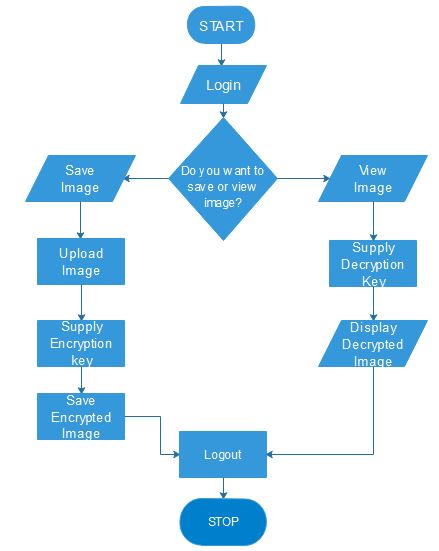 START
Login
Do you want to
save or view
image?
Save
Image
View
Image
Upload
Image
Supply
Decryption
Key
Supply
Encryption
key
Display
Decrypted
Image
Save
Encrypted
Image
Logout
STOP